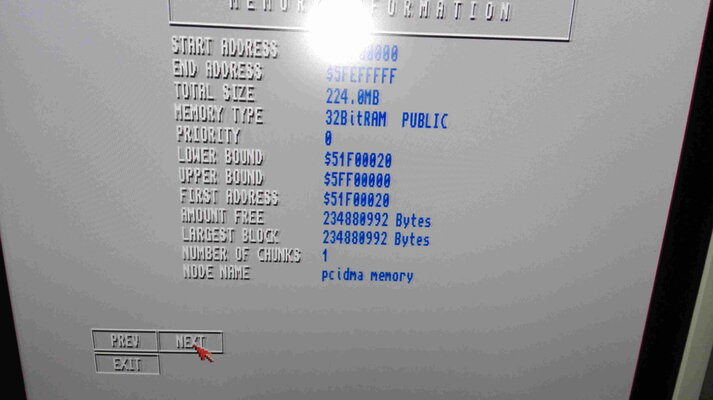 START ADDRESS
END ADDRESS $5FEFFFFF
TOTAL SIZE 224.0MB
MEMORY TYPE 32BitRAM PUBLIC
PRIORITY 0
LOWER BOUND $51F00020
UPPER BOUND $5FF00000
FIRST ADDRESS $51F00020
AMOUNT FREE 234880992 Bytes
LARGEST BLOCK 234880992 Bytes
NUMBER OF CHUNKS 1
NODE NAME pcidma memory
PREV NEXT
EXIT